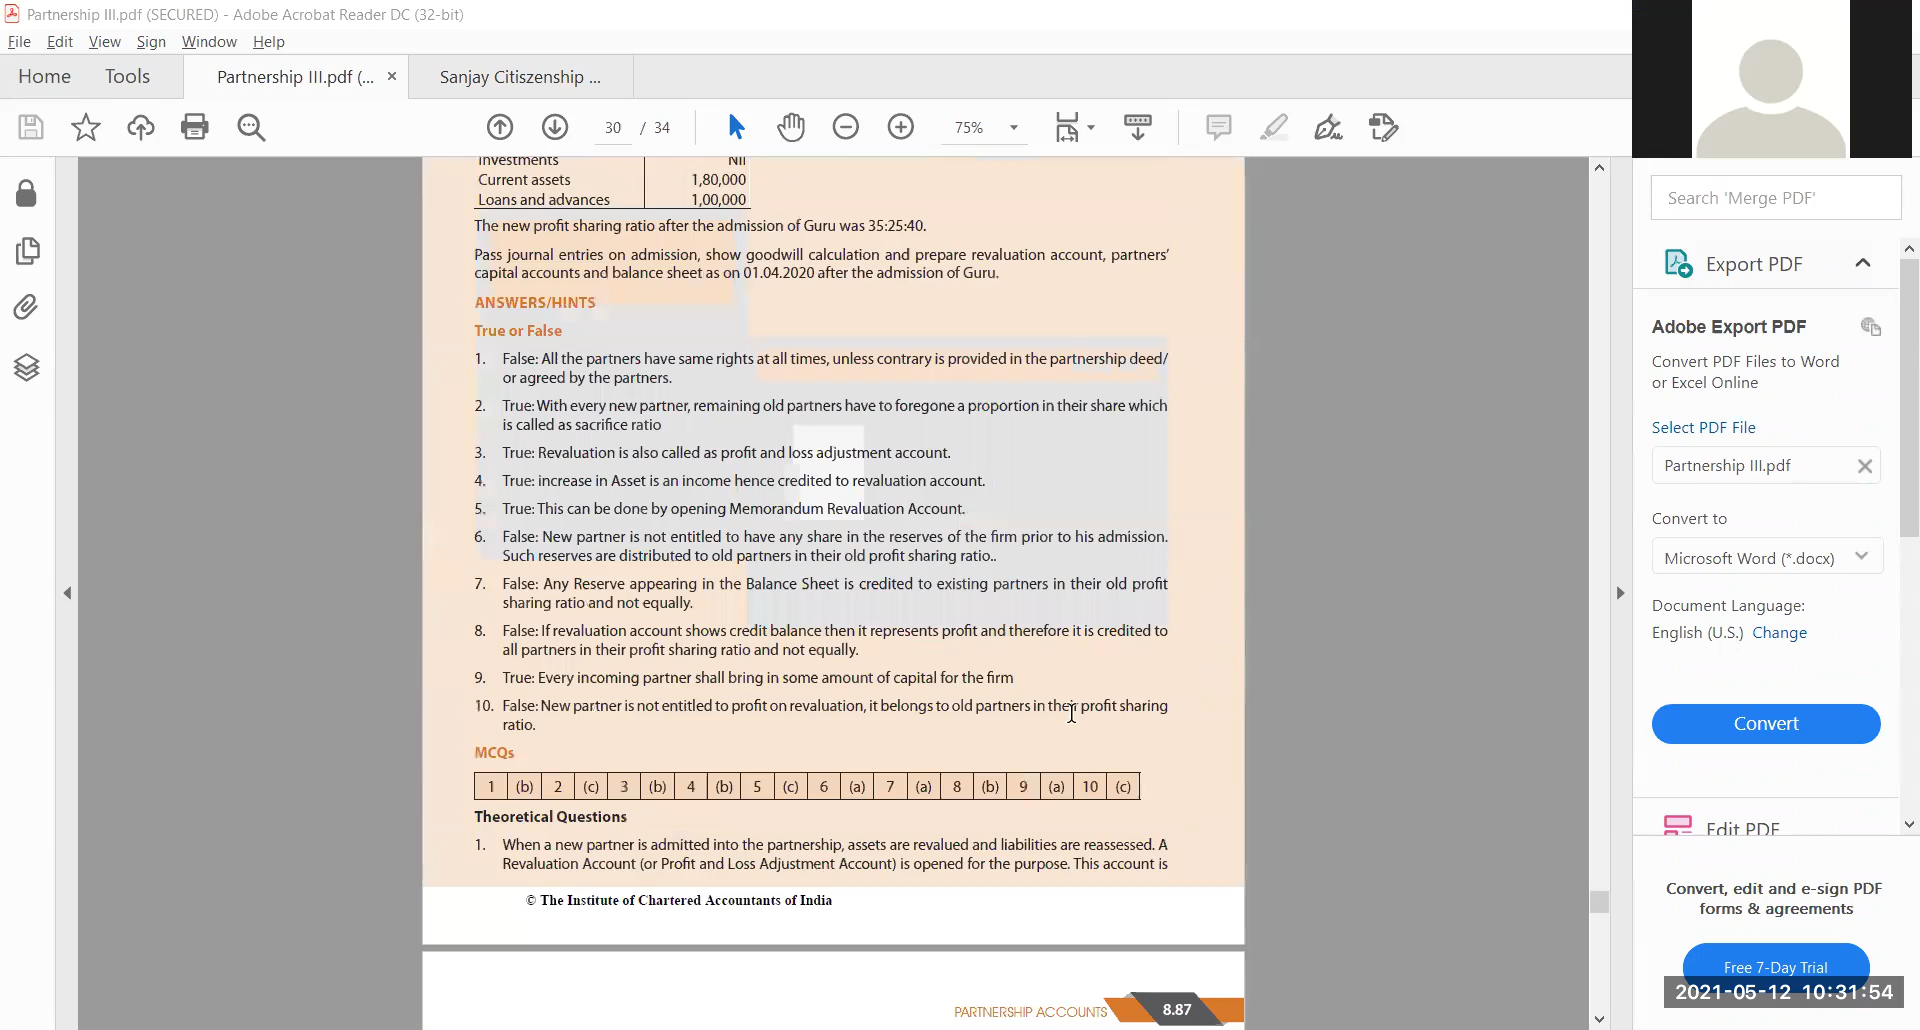 Partnership III.pdf (SECURED) - Adobe Acrobat Reader DC (32-bit)
File Edit View Sign Window Help
Home Tools Partnership III.pdf (... × Sanjay Citiszenship ...
30 / 34 75%
Search 'Merge PDF'
Export PDF
Adobe Export PDF
Convert PDF Files to Word
or Excel Online
Select PDF File
Partnership III.pdf
Convert to
Microsoft Word (*.docx)
Document Language:
English (U.S.) Change
Convert
Edit PDF
Convert, edit and e-sign PDF
forms & agreements
Free 7-Day Trial
2021-05-12 10:31:54
Investments Nil
Current assets 1,80,000
Loans and advances 1,00,000
The new profit sharing ratio after the admission of Guru was 35:25:40.
Pass journal entries on admission, show goodwill calculation and prepare revaluation account, partners'
capital accounts and balance sheet as on 01.04.2020 after the admission of Guru.
ANSWERS/HINTS
True or False
1. False: All the partners have same rights at all times, unless contrary is provided in the partnership deed/
or agreed by the partners.
2. True: With every new partner, remaining old partners have to foregone a proportion in their share which
is called as sacrifice ratio
3. True: Revaluation is also called as profit and loss adjustment account.
4. True: increase in Asset is an income hence credited to revaluation account.
5. True: This can be done by opening Memorandum Revaluation Account.
6. False: New partner is not entitled to have any share in the reserves of the firm prior to his admission.
Such reserves are distributed to old partners in their old profit sharing ratio..
7. False: Any Reserve appearing in the Balance Sheet is credited to existing partners in their old profit
sharing ratio and not equally.
8. False: If revaluation account shows credit balance then it represents profit and therefore it is credited to
all partners in their profit sharing ratio and not equally.
9. True: Every incoming partner shall bring in some amount of capital for the firm
10. False: New partner is not entitled to profit on revaluation, it belongs to old partners in their profit sharing
ratio.
MCQs
1 (b) 2 (c) 3 (b) 4 (b) 5 (c) 6 (a) 7 (a) 8 (b) 9 (a) 10 (c)
Theoretical Questions
1. When a new partner is admitted into the partnership, assets are revalued and liabilities are reassessed. A
Revaluation Account (or Profit and Loss Adjustment Account) is opened for the purpose. This account is
© The Institute of Chartered Accountants of India
PARTNERSHIP ACCOUNTS 8.87